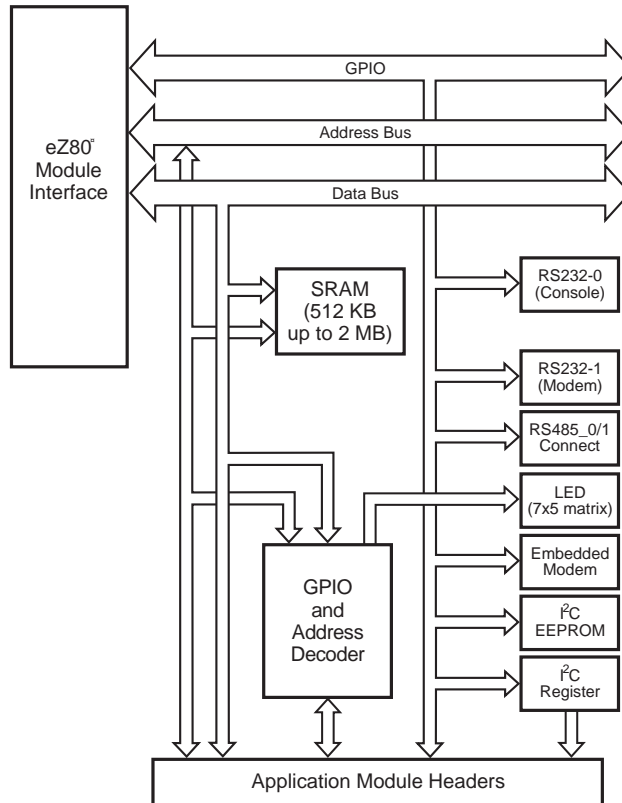 GPIO
eZ80®
Module
Interface
Address Bus
Data Bus
SRAM
(512 KB
up to 2 MB)
RS232-0
(Console)
RS232-1
(Modem)
RS485_0/1
Connect
LED
(7x5 matrix)
GPIO
and
Address
Decoder
Embedded
Modem
I²C
EEPROM
I²C
Register
Application Module Headers